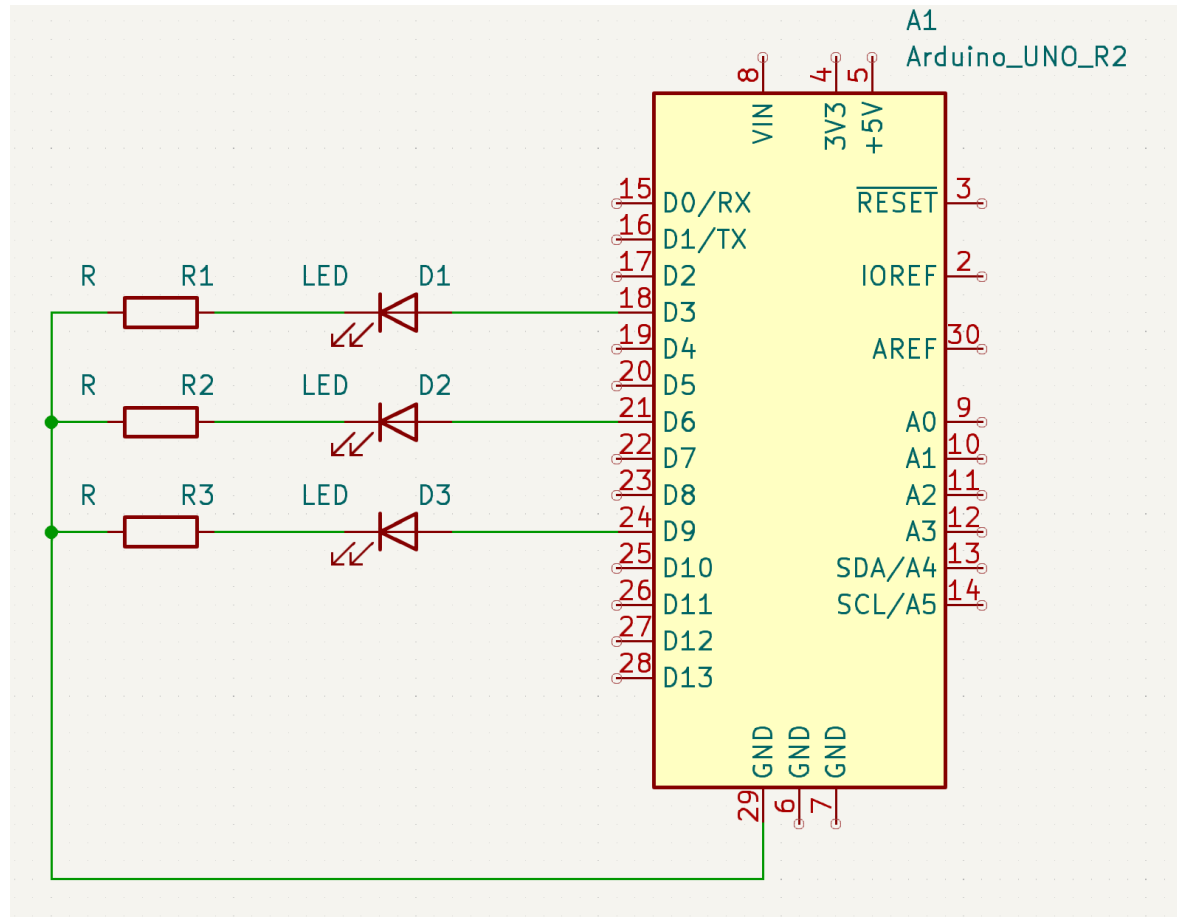 A1
Arduino_UNO_R2
8 4 5
VIN 3V3 +5V
15 D0/RX RESET 3
16 D1/TX
17 D2 IOREF 2
R R1 LED D1
18 D3
19 D4 AREF 30
20 D5
R R2 LED D2
21 D6 A0 9
22 D7 A1 10
23 D8 A2 11
R R3 LED D3
24 D9 A3 12
25 D10 SDA/A4 13
26 D11 SCL/A5 14
27 D12
28 D13
GND GND GND
29 6 7